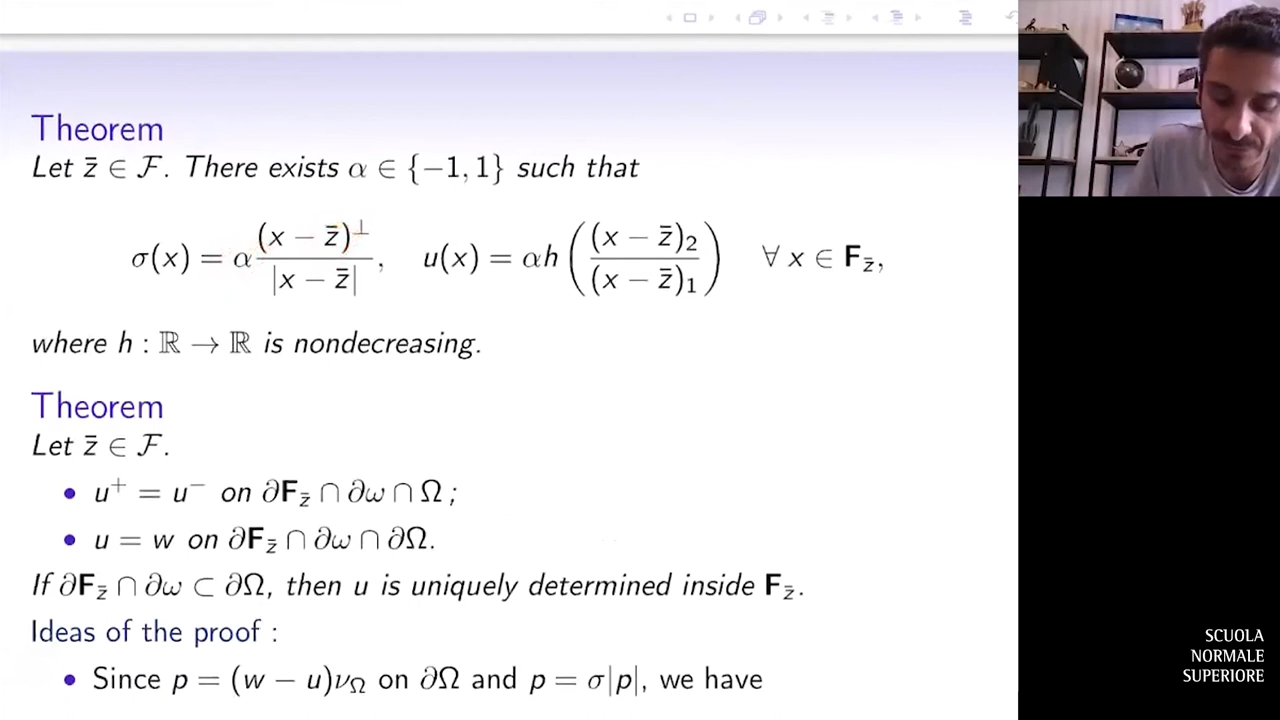 Theorem
Let z̄ ∈ ℱ. There exists α ∈ {−1, 1} such that
σ(x) = α (x − z̄)^⊥ / |x − z̄|, u(x) = αh ( (x − z̄)₂ / (x − z̄)₁ ) ∀ x ∈ F_z̄,
where h : ℝ → ℝ is nondecreasing.
Theorem
Let z̄ ∈ ℱ.
• u⁺ = u⁻ on ∂F_z̄ ∩ ∂ω ∩ Ω ;
• u = w on ∂F_z̄ ∩ ∂ω ∩ ∂Ω.
If ∂F_z̄ ∩ ∂ω ⊂ ∂Ω, then u is uniquely determined inside F_z̄.
Ideas of the proof :
• Since p = (w − u)ν_Ω on ∂Ω and p = σ|p|, we have
SCUOLA
NORMALE
SUPERIORE